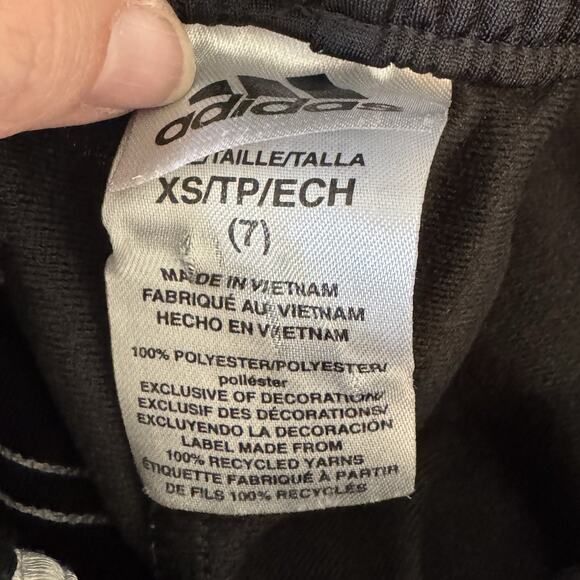 adidas
/TAILLE/TALLA
XS/TP/ECH
(7)
MADE IN VIETNAM
FABRIQUÉ AU VIETNAM
HECHO EN VIETNAM
100% POLYESTER/POLYESTER/
poliéster
EXCLUSIVE OF DECORATION/
EXCLUSIF DES DÉCORATIONS/
EXCLUYENDO LA DECORACIÓN
LABEL MADE FROM
100% RECYCLED YARNS
ÉTIQUETTE FABRIQUÉE À PARTIR
DE FILS 100% RECYCLÉS